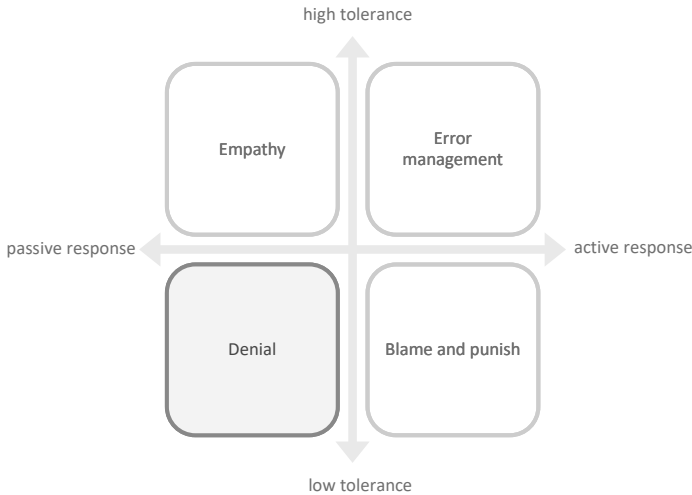 high tolerance
Empathy
Error
management
passive response
active response
Denial
Blame and punish
low tolerance